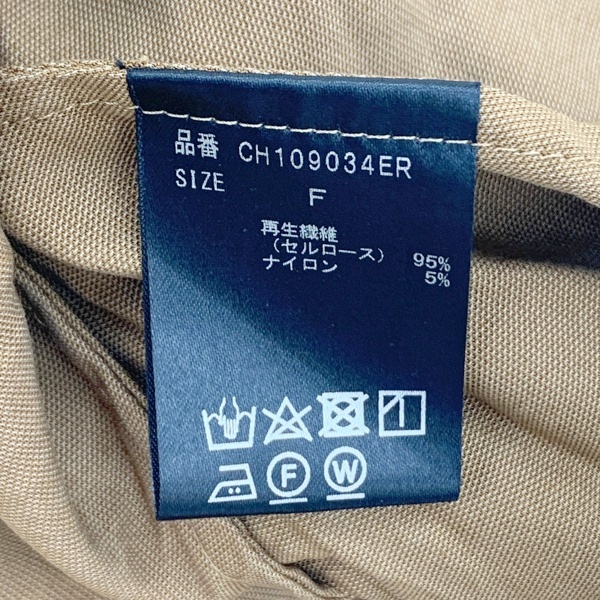 品番 CH109034ER
SIZE F
再生繊維
(セルロース) 95%
ナイロン 5%
F W